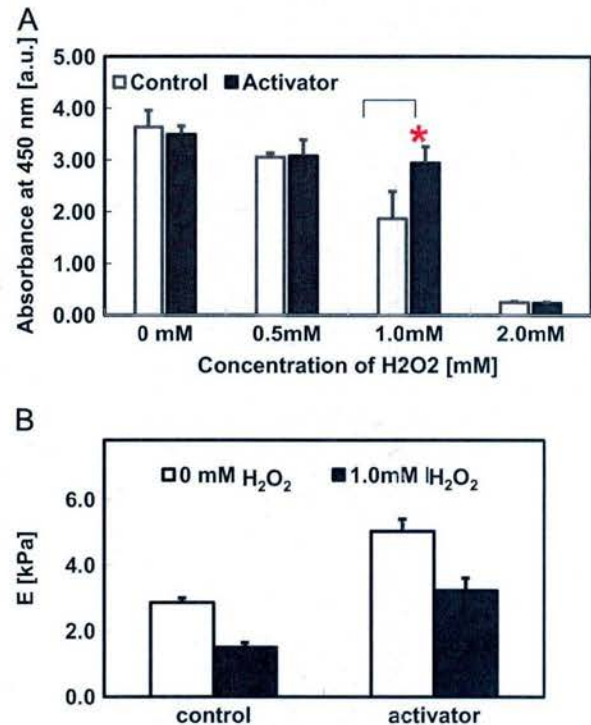 A
Absorbance at 450 nm [a.u.]
5.00
4.00
3.00
2.00
1.00
0.00
Control Activator
*
0 mM 0.5mM 1.0mM 2.0mM
Concentration of H2O2 [mM]
B
E [kPa]
6.0
4.0
2.0
0.0
0 mM H₂O₂ 1.0mM H₂O₂
control activator